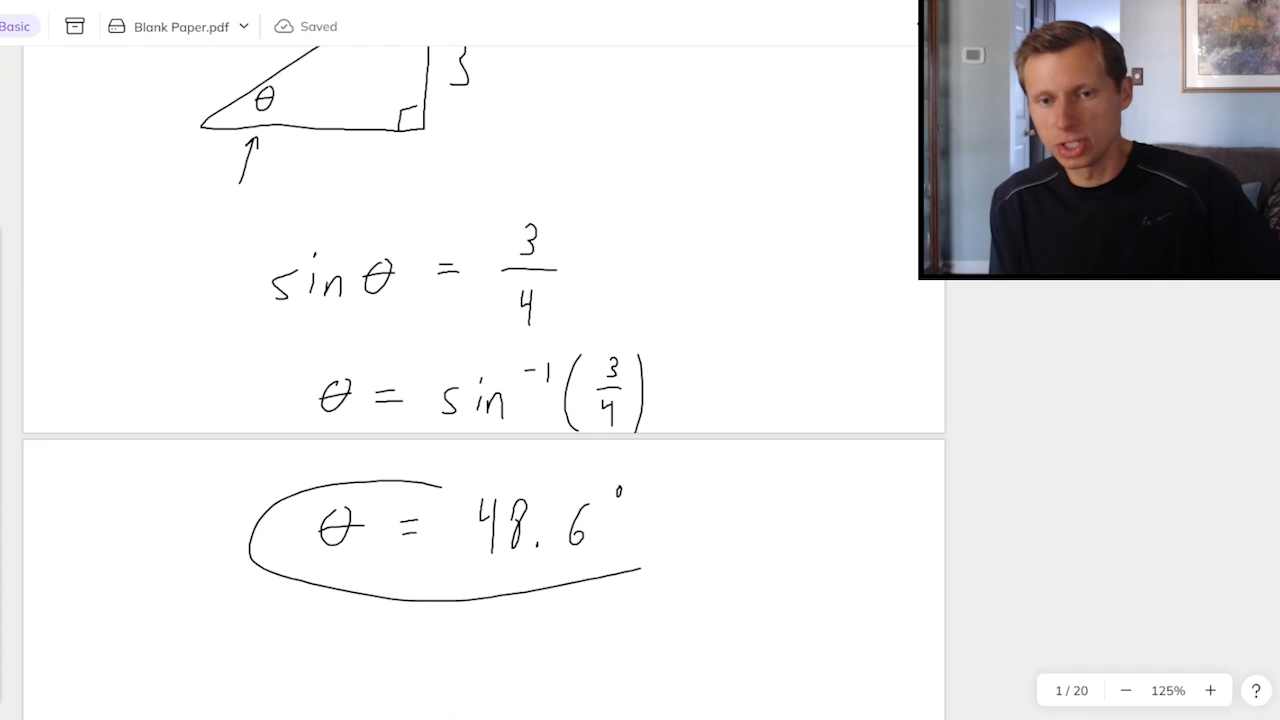 Basic Blank Paper.pdf Saved
3
θ
sin θ = 3/4
θ = sin⁻¹(3/4)
θ = 48.6°
1 / 20 − 125% + ?